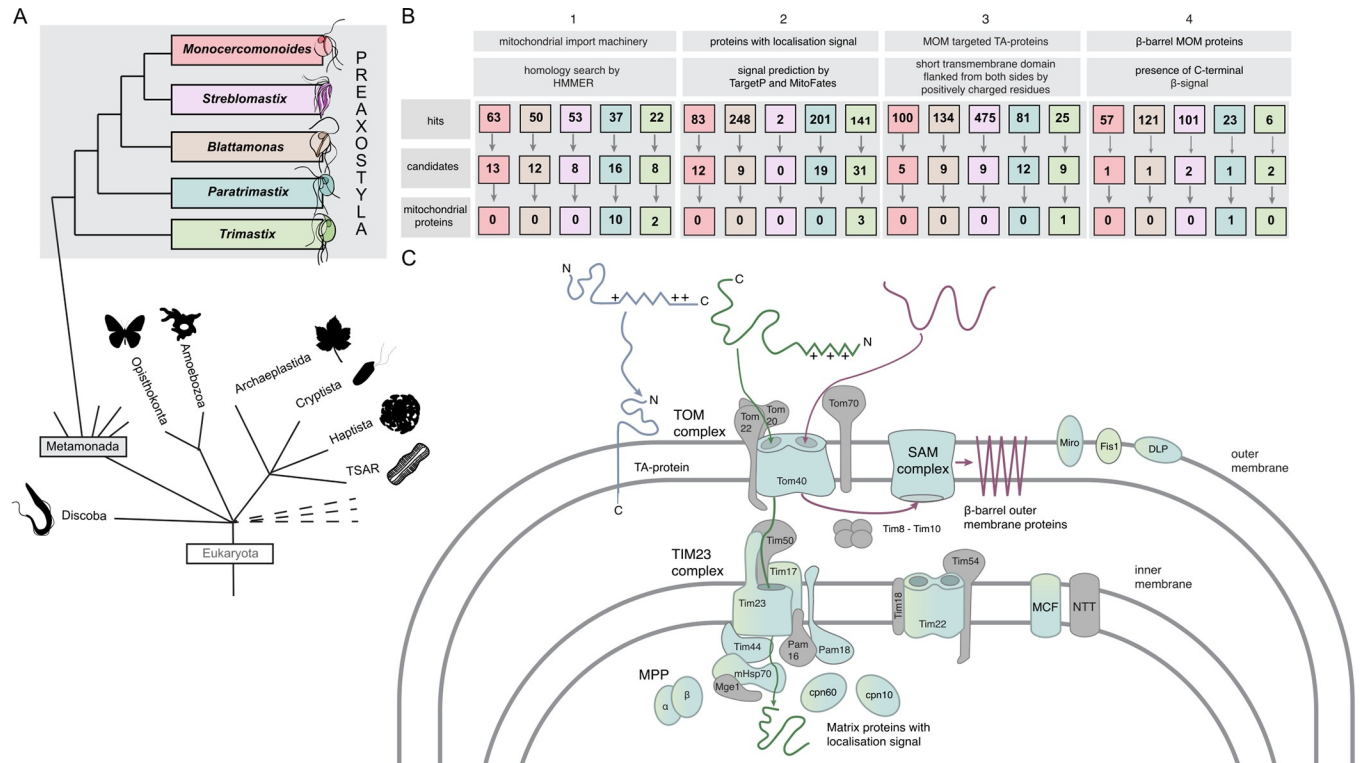 A
Monocercomonoides
Streblomastix
Blattamonas
Paratrimastix
Trimastix
PREAXOSTYLA
Opisthokonta
Amoebozoa
Archaeplastida
Cryptista
Haptista
TSAR
Metamonada
Discoba
Eukaryota
B
1 2 3 4
mitochondrial import machinery
proteins with localisation signal
MOM targeted TA-proteins
β-barrel MOM proteins
homology search by
HMMER
signal prediction by
TargetP and MitoFates
short transmembrane domain
flanked from both sides by
positively charged residues
presence of C-terminal
β-signal
hits 63 50 53 37 22 83 248 2 201 141 100 134 475 81 25 57 121 101 23 6
candidates 13 12 8 16 8 12 9 0 19 31 5 9 9 12 9 1 1 2 1 2
mitochondrial
proteins
0 0 0 10 2 0 0 0 0 3 0 0 0 0 1 0 0 0 1 0
C
N
+ ++ C
C
+ + + N
N
C
TOM
complex
TA-protein
Tom
22
Tom
20
Tom70
Tom40
SAM
complex
β-barrel outer
membrane proteins
Miro
Fis1
DLP
outer
membrane
Tim8 - Tim10
TIM23
complex
Tim50
Tim17
Tim23
Tim44
Pam
16
Pam18
mHsp70
Mge1
MPP
α
β
cpn60
cpn10
Matrix proteins with
localisation signal
Tim18
Tim22
Tim54
MCF
NTT
inner
membrane